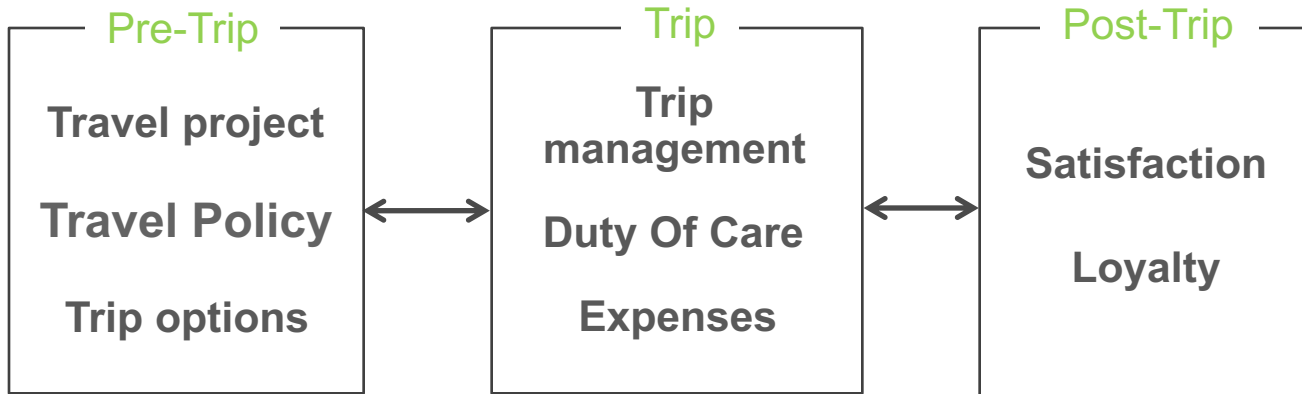 Pre-Trip
Travel project
Travel Policy
Trip options
Trip
Trip
management
Duty Of Care
Expenses
Post-Trip
Satisfaction
Loyalty